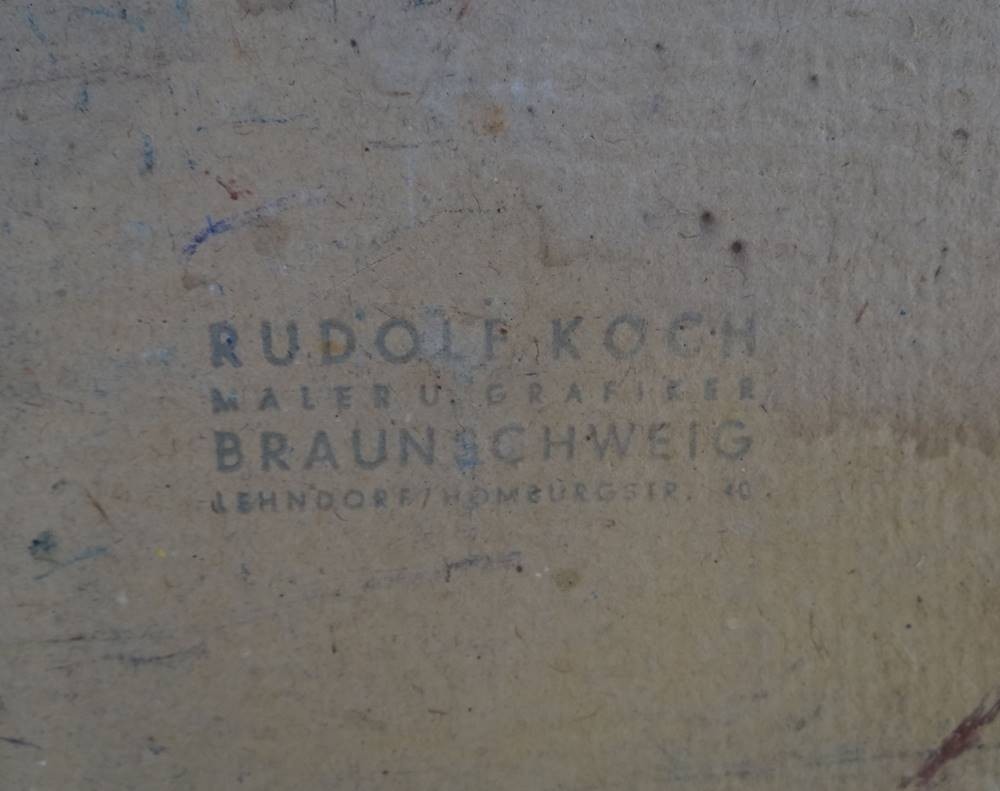 RUDOLF KOCH
MALER U. GRAFIKER
BRAUNSCHWEIG
LEHNDORF/HOMBURGSTR. 40